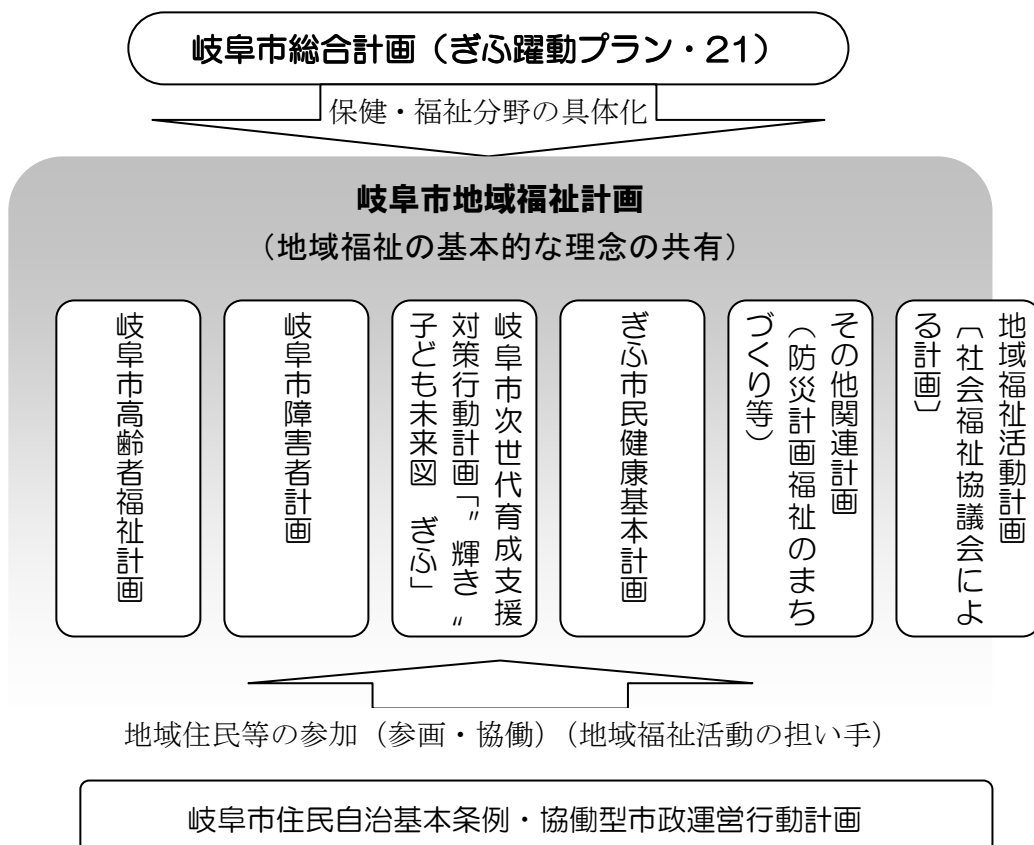 岐阜市総合計画（ぎふ躍動プラン・21）
保健・福祉分野の具体化
岐阜市地域福祉計画
（地域福祉の基本的な理念の共有）
岐阜市高齢者福祉計画
岐阜市障害者計画
岐阜市次世代育成支援
対策行動計画「〃輝き〃
子ども未来図　ぎふ」
ぎふ市民健康基本計画
その他関連計画
（防災計画福祉のまち
づくり等）
地域福祉活動計画
〔社会福祉協議会によ
る計画〕
地域住民等の参加（参画・協働）（地域福祉活動の担い手）
岐阜市住民自治基本条例・協働型市政運営行動計画